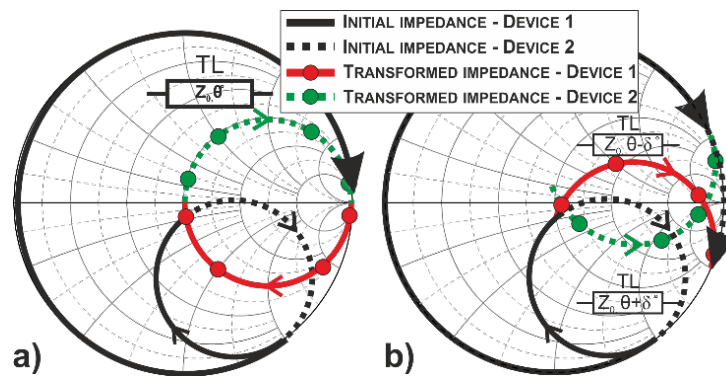 INITIAL IMPEDANCE - DEVICE 1
INITIAL IMPEDANCE - DEVICE 2
TRANSFORMED IMPEDANCE - DEVICE 1
TRANSFORMED IMPEDANCE - DEVICE 2
TL
Z₀,θ
TL
Z₀, θ-δ
TL
Z₀, θ+δ
a)
b)